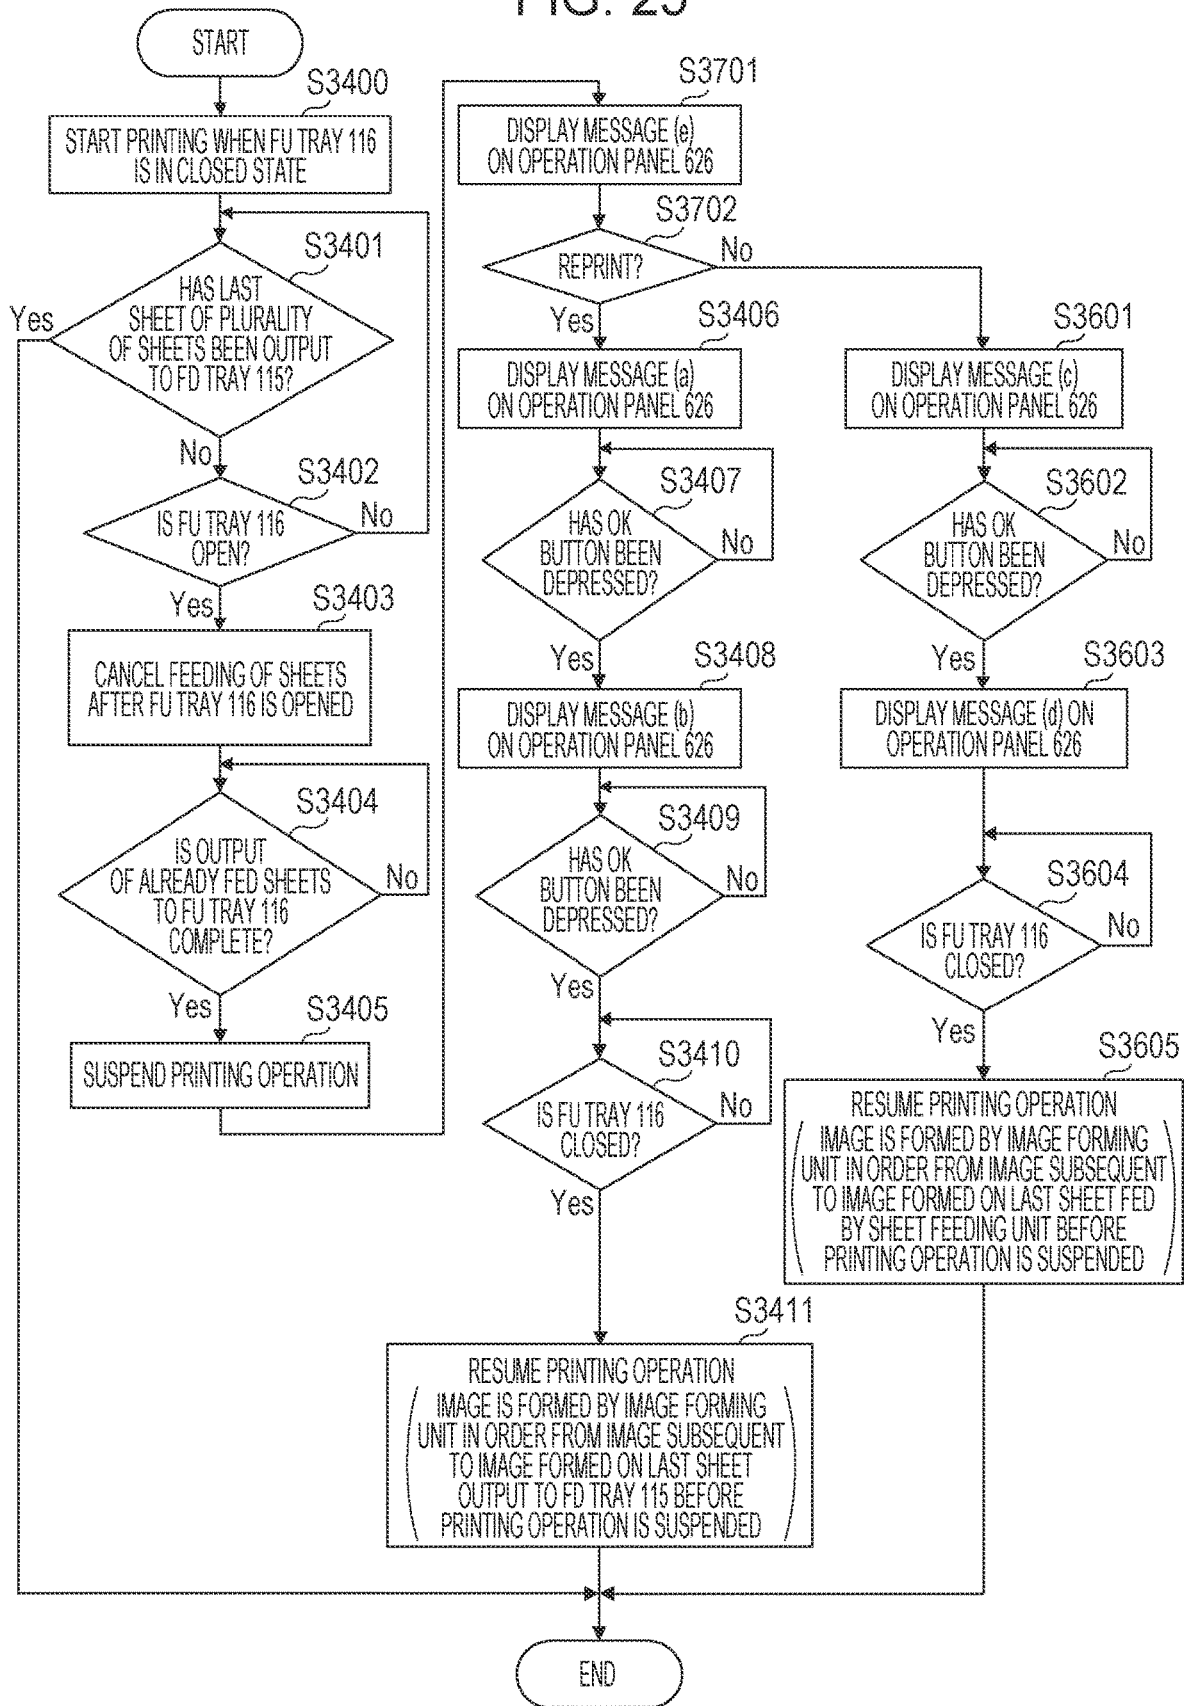 FIG. 25
START
S3400
START PRINTING WHEN FU TRAY 116
IS IN CLOSED STATE
S3401
HAS LAST
SHEET OF PLURALITY
OF SHEETS BEEN OUTPUT
TO FD TRAY 115?
Yes
No
S3402
IS FU TRAY 116
OPEN?
No
Yes
S3403
CANCEL FEEDING OF SHEETS
AFTER FU TRAY 116 IS OPENED
S3404
IS OUTPUT
OF ALREADY FED SHEETS
TO FU TRAY 116
COMPLETE?
No
Yes
S3405
SUSPEND PRINTING OPERATION
S3701
DISPLAY MESSAGE (e)
ON OPERATION PANEL 626
S3702
REPRINT?
No
Yes
S3406
DISPLAY MESSAGE (a)
ON OPERATION PANEL 626
S3407
HAS OK
BUTTON BEEN
DEPRESSED?
No
Yes
S3408
DISPLAY MESSAGE (b)
ON OPERATION PANEL 626
S3409
HAS OK
BUTTON BEEN
DEPRESSED?
No
Yes
S3410
IS FU TRAY 116
CLOSED?
No
Yes
S3411
RESUME PRINTING OPERATION
IMAGE IS FORMED BY IMAGE FORMING
UNIT IN ORDER FROM IMAGE SUBSEQUENT
TO IMAGE FORMED ON LAST SHEET
OUTPUT TO FD TRAY 115 BEFORE
PRINTING OPERATION IS SUSPENDED
S3601
DISPLAY MESSAGE (c)
ON OPERATION PANEL 626
S3602
HAS OK
BUTTON BEEN
DEPRESSED?
No
Yes
S3603
DISPLAY MESSAGE (d) ON
OPERATION PANEL 626
S3604
IS FU TRAY 116
CLOSED?
No
Yes
S3605
RESUME PRINTING OPERATION
IMAGE IS FORMED BY IMAGE FORMING
UNIT IN ORDER FROM IMAGE SUBSEQUENT
TO IMAGE FORMED ON LAST SHEET FED
BY SHEET FEEDING UNIT BEFORE
PRINTING OPERATION IS SUSPENDED
END